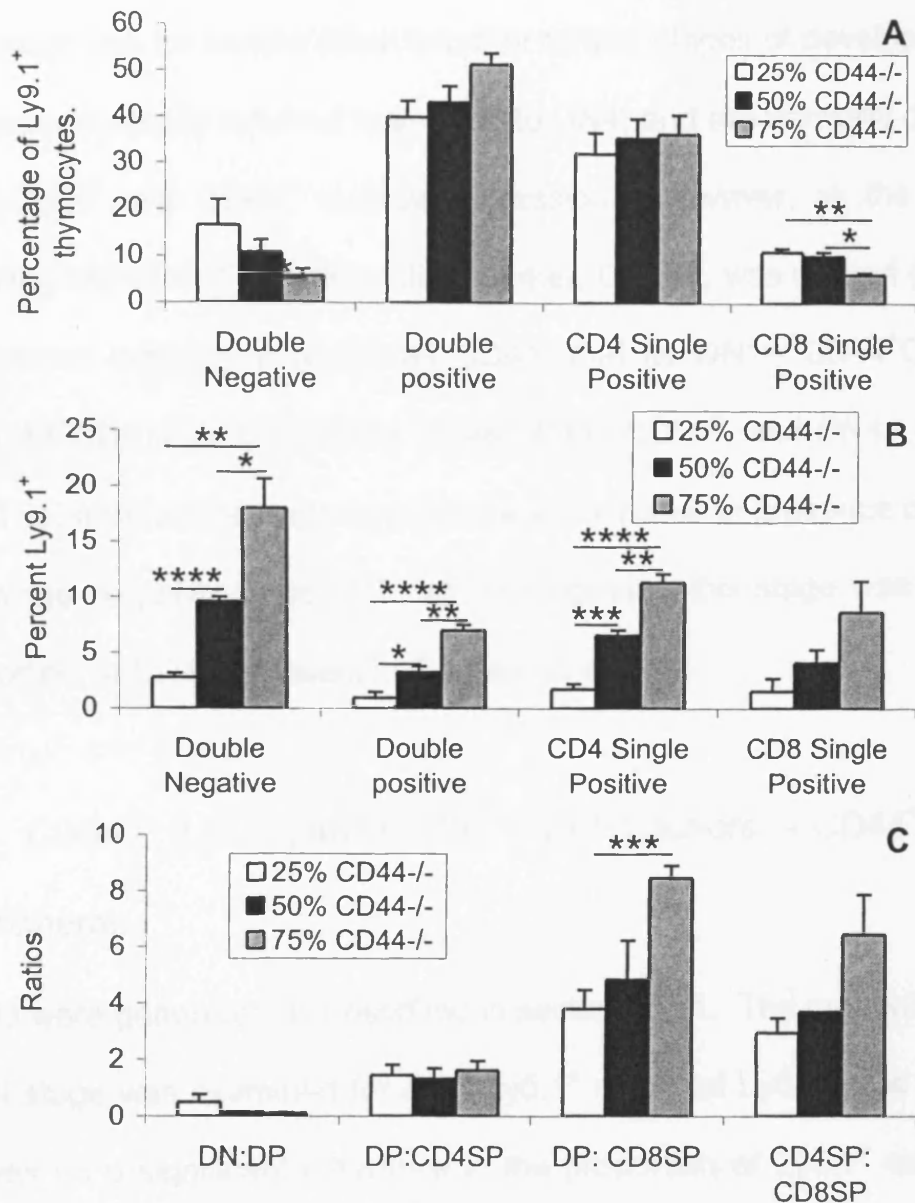 A
60
50
40
30
20
10
0
Percentage of Ly9.1+
thymocytes.
25% CD44-/-
50% CD44-/-
75% CD44-/-
**
*
Double
Negative
Double
positive
CD4 Single
Positive
CD8 Single
Positive
B
25
20
15
10
5
0
Percent Ly9.1+
25% CD44-/-
50% CD44-/-
75% CD44-/-
**
*
****
****
**
*
****
**
***
Double
Negative
Double
positive
CD4 Single
Positive
CD8 Single
Positive
C
10
8
6
4
2
0
Ratios
25% CD44-/-
50% CD44-/-
75% CD44-/-
***
DN:DP
DP:CD4SP
DP: CD8SP
CD4SP:
CD8SP